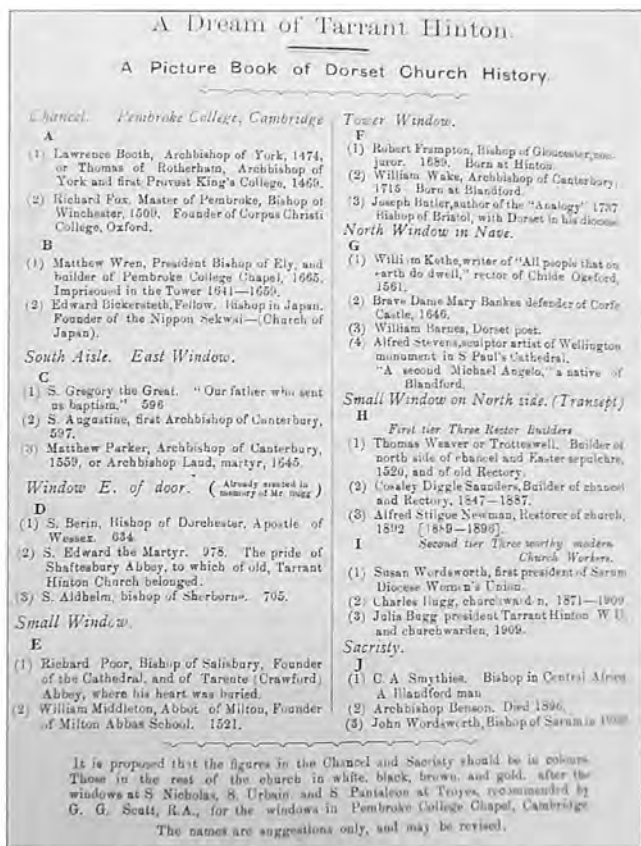 A Dream of Tarrant Hinton.
A Picture Book of Dorset Church History.
Chancel. Pembroke College, Cambridge
A
(1) Lawrence Booth, Archbishop of York, 1474,
or Thomas of Rotherham, Archbishop of
York and first Provost King's College, 1469.
(2) Richard Fox, Master of Pembroke, Bishop of
Winchester, 1509. Founder of Corpus Christi
College, Oxford.
B
(1) Matthew Wren, President Bishop of Ely, and
builder of Pembroke College Chapel, 1665.
Imprisoned in the Tower 1641—1659.
(2) Edward Bickersteth, Fellow. Bishop in Japan.
Founder of the Nippon Sekwai—(Church of
Japan).
South Aisle. East Window.
C
(1) S. Gregory the Great. "Our father who sent
us baptism." 596
(2) S. Augustine, first Archbishop of Canterbury,
597.
(3) Matthew Parker, Archbishop of Canterbury,
1559, or Archbishop Laud, martyr, 1645.
Window E. of door. (Already erected in
memory of Mr. Bugg)
D
(1) S. Berin, Bishop of Dorchester, Apostle of
Wessex. 634
(2) S. Edward the Martyr. 978. The pride of
Shaftesbury Abbey, to which of old, Tarrant
Hinton Church belonged.
(3) S. Aldhelm, bishop of Sherborne. 705.
Small Window.
E
(1) Richard Poor, Bishop of Salisbury, Founder
of the Cathedral, and of Tarente (Crawford)
Abbey, where his heart was buried.
(2) William Middleton, Abbot of Milton, Founder
of Milton Abbas School. 1521.
Tower Window.
F
(1) Robert Frampton, Bishop of Gloucester, non-
juror. 1689. Born at Hinton.
(2) William Wake, Archbishop of Canterbury,
1715 Born at Blandford.
(3) Joseph Butler, author of the "Analogy" 1737
Bishop of Bristol, with Dorset in his diocese
North Window in Nave.
G
(1) William Kethe, writer of "All people that on
earth do dwell," rector of Childe Okeford,
1561.
(2) Brave Dame Mary Bankes defender of Corfe
Castle, 1646.
(3) William Barnes, Dorset poet.
(4) Alfred Stevens, sculptor artist of Wellington
monument in S Paul's Cathedral.
"A second Michael Angelo," a native of
Blandford.
Small Window on North side. (Transept)
H
First tier Three Rector Builders
(1) Thomas Weaver or Trotteswell. Builder of
north side of chancel and Easter sepulchre,
1520, and of old Rectory.
(2) Diggle Saunders, Builder of chancel
and Rectory, 1847—1887.
(3) Alfred Stilgoe Newman, Restorer of church,
1892 [1889—1896].
I Second tier Three worthy modern
Church Workers.
(1) Susan Wordsworth, first president of Sarum
Diocese Women's Union.
(2) Charles Bugg, churchwarden, 1871—1909
(3) Julia Bugg president Tarrant Hinton W U
and churchwarden, 1909.
Sacristy.
J
(1) C. A. Smythies. Bishop in Central Africa
A Blandford man
(2) Archbishop Benson. Died 1896.
(3) John Wordsworth, Bishop of Sarum in
It is proposed that the figures in the Chancel and Sacristy should be in colours
Those in the rest of the church in white, black, brown, and gold, after the
windows at S Nicholas, S. Urbain, and S Pantaleon at Troyes, recommended by
G. G. Scott, R.A., for the windows in Pembroke College Chapel, Cambridge
The names are suggestions only, and may be revised.